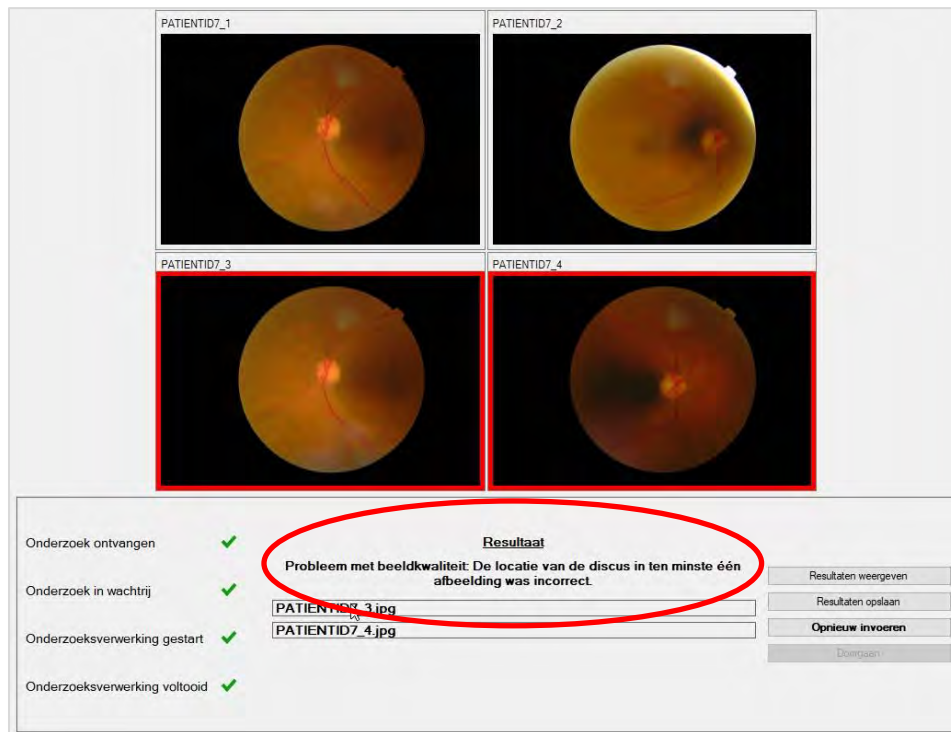 PATIENTID7_1
PATIENTID7_2
PATIENTID7_3
PATIENTID7_4
Onderzoek ontvangen
Onderzoek in wachtrij
Onderzoeksverwerking gestart
Onderzoeksverwerking voltooid
Resultaat
Probleem met beeldkwaliteit: De locatie van de discus in ten minste één
afbeelding was incorrect.
PATIENTID7_3.jpg
PATIENTID7_4.jpg
Resultaten weergeven
Resultaten opslaan
Opnieuw invoeren
Doorgaan